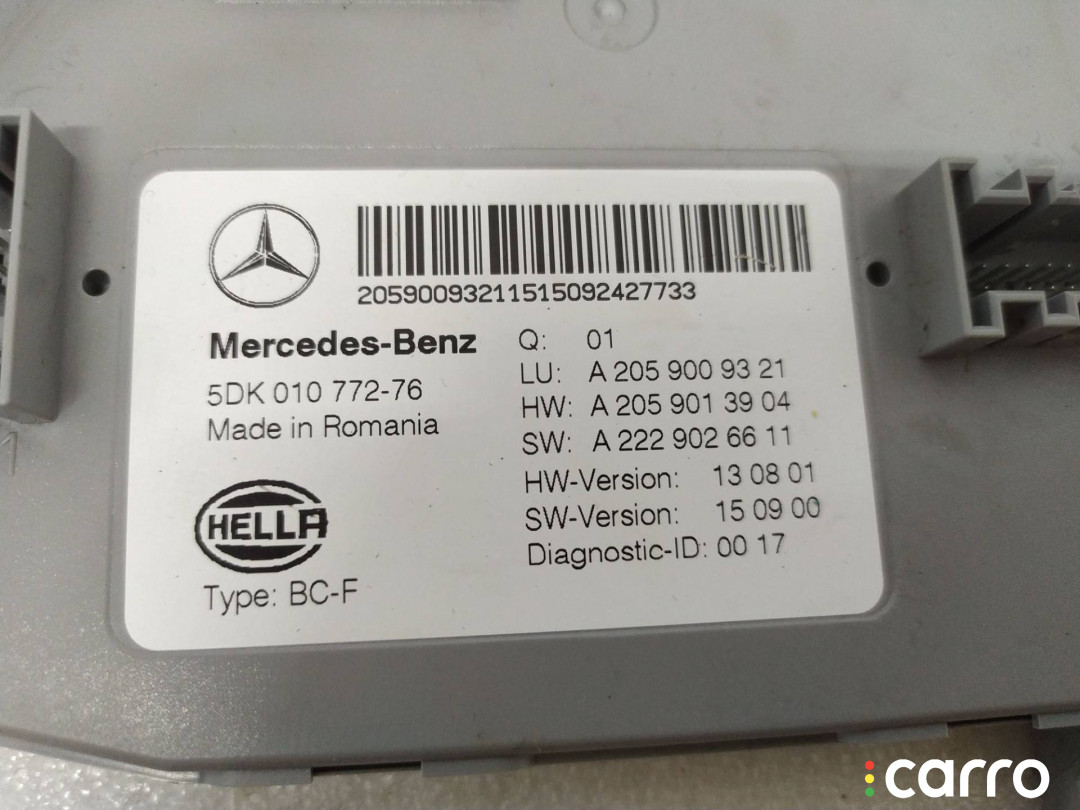 205900932115150924 27733
Mercedes-Benz
5DK 010 772-76
Made in Romania
HELLA
Type: BC-F
Q: 01
LU: A 205 900 93 21
HW: A 205 901 39 04
SW: A 222 902 66 11
HW-Version: 13 08 01
SW-Version: 15 09 00
Diagnostic-ID: 00 17
carro